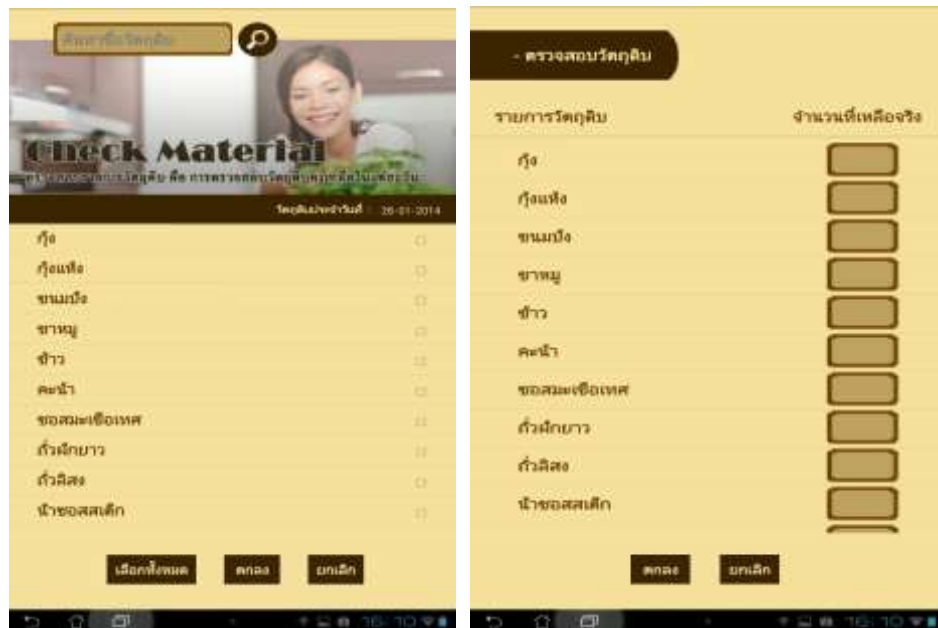 ค้นหาชื่อวัตถุดิบ
Check Material
วัตถุดิบประจำวันที่ : 26-01-2014
กุ้ง
กุ้งแห้ง
ขนมปัง
ขาหมู
ข้าว
คะน้า
ซอสมะเขือเทศ
ถั่วฝักยาว
ถั่วลิสง
น้ำซอสสเต็ก
เลือกทั้งหมด
ตกลง
ยกเลิก
16:10
- ตรวจสอบวัตถุดิบ
รายการวัตถุดิบ จำนวนที่เหลือจริง
กุ้ง
กุ้งแห้ง
ขนมปัง
ขาหมู
ข้าว
คะน้า
ซอสมะเขือเทศ
ถั่วฝักยาว
ถั่วลิสง
น้ำซอสสเต็ก
ตกลง
ยกเลิก
16:10